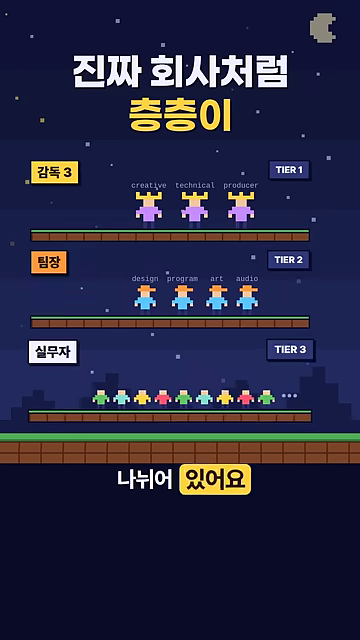 진짜 회사처럼
층층이
감독 3
TIER 1
creative technical producer
팀장
TIER 2
design program art audio
실무자
TIER 3
나뉘어 있어요